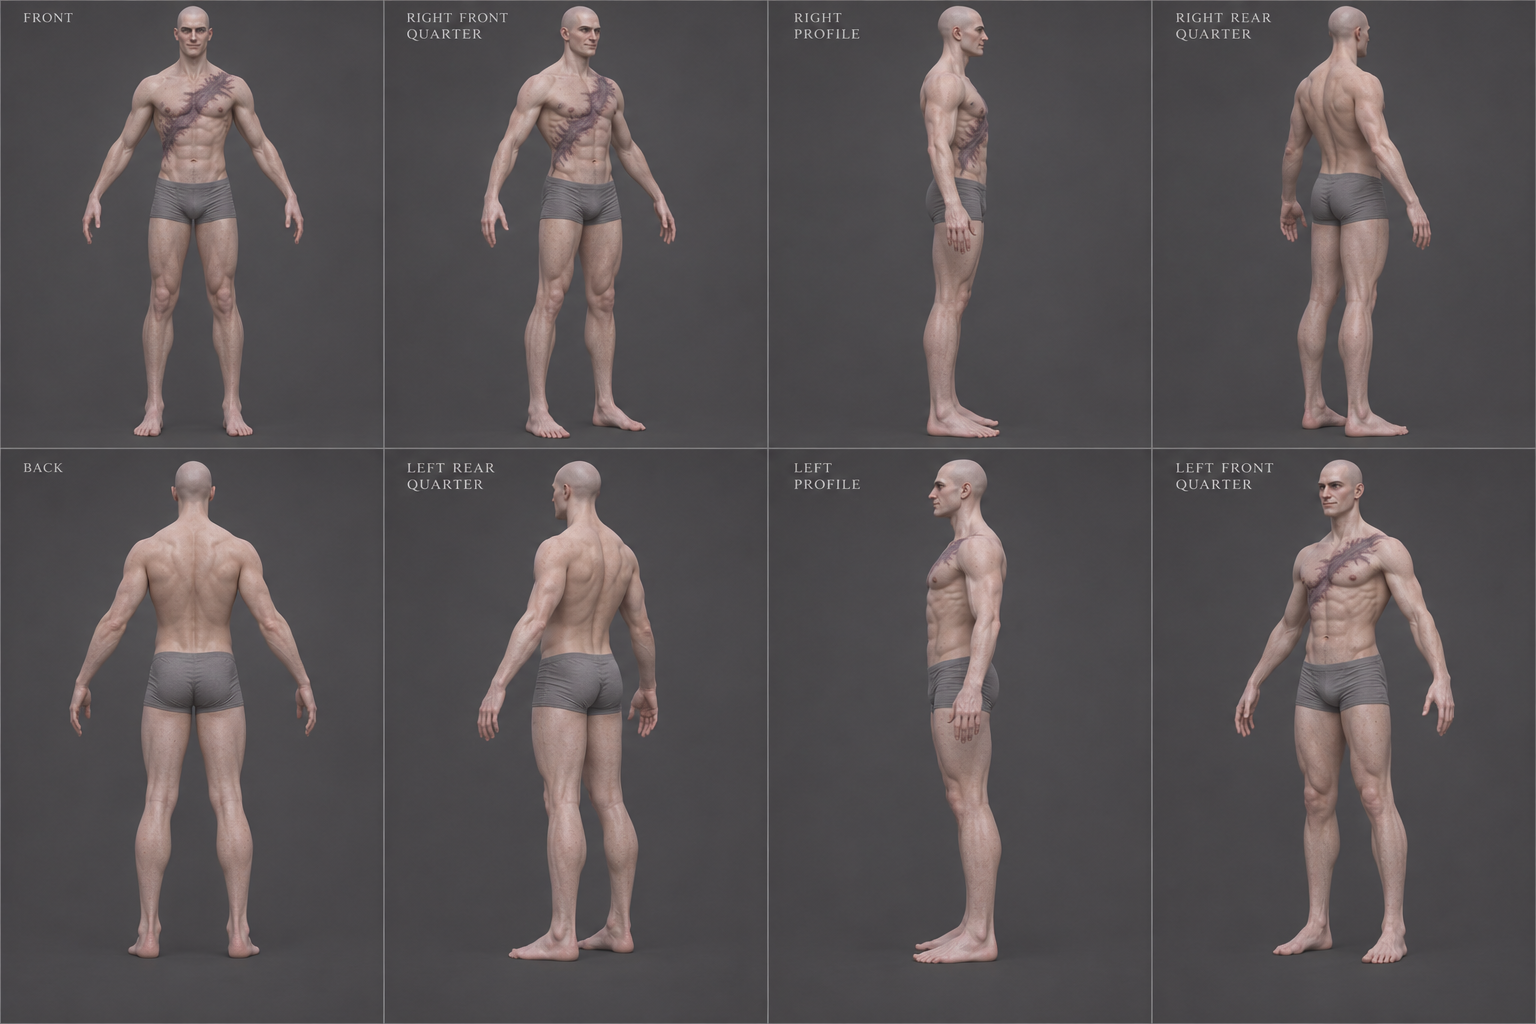 FRONT
RIGHT FRONT
QUARTER
RIGHT
PROFILE
RIGHT REAR
QUARTER
BACK
LEFT REAR
QUARTER
LEFT
PROFILE
LEFT FRONT
QUARTER